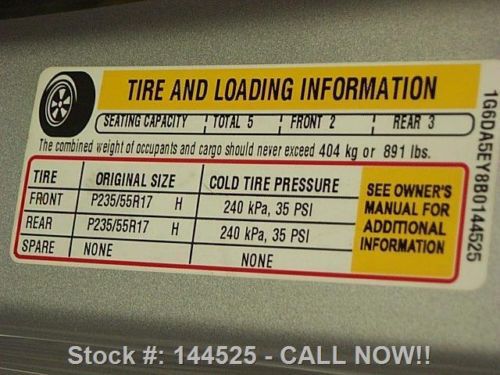 TIRE AND LOADING INFORMATION
SEATING CAPACITY TOTAL 5 FRONT 2 REAR 3
The combined weight of occupants and cargo should never exceed 404 kg or 891 lbs.
TIRE ORIGINAL SIZE COLD TIRE PRESSURE
FRONT P235/55R17 H 240 kPa, 35 PSI
REAR P235/55R17 H 240 kPa, 35 PSI
SPARE NONE NONE
SEE OWNER'S
MANUAL FOR
ADDITIONAL
INFORMATION
1G6DA5EY8B0144525
Stock #: 144525 - CALL NOW!!